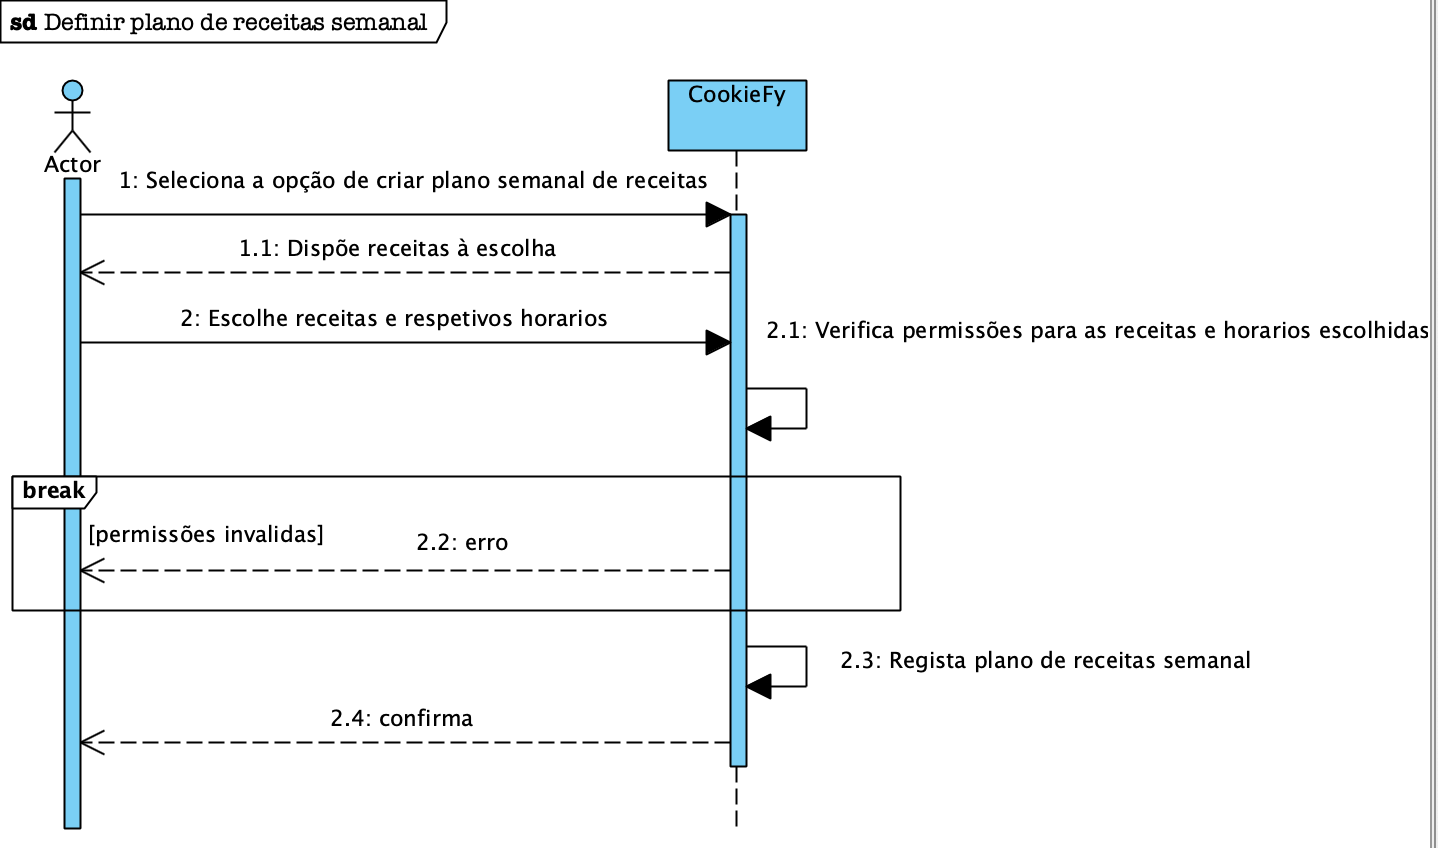 sd Definir plano de receitas semanal
CookieFy
Actor
1: Seleciona a opção de criar plano semanal de receitas
1.1: Dispõe receitas à escolha
2: Escolhe receitas e respetivos horarios
2.1: Verifica permissões para as receitas e horarios escolhidas
break
[permissões invalidas]
2.2: erro
2.3: Regista plano de receitas semanal
2.4: confirma